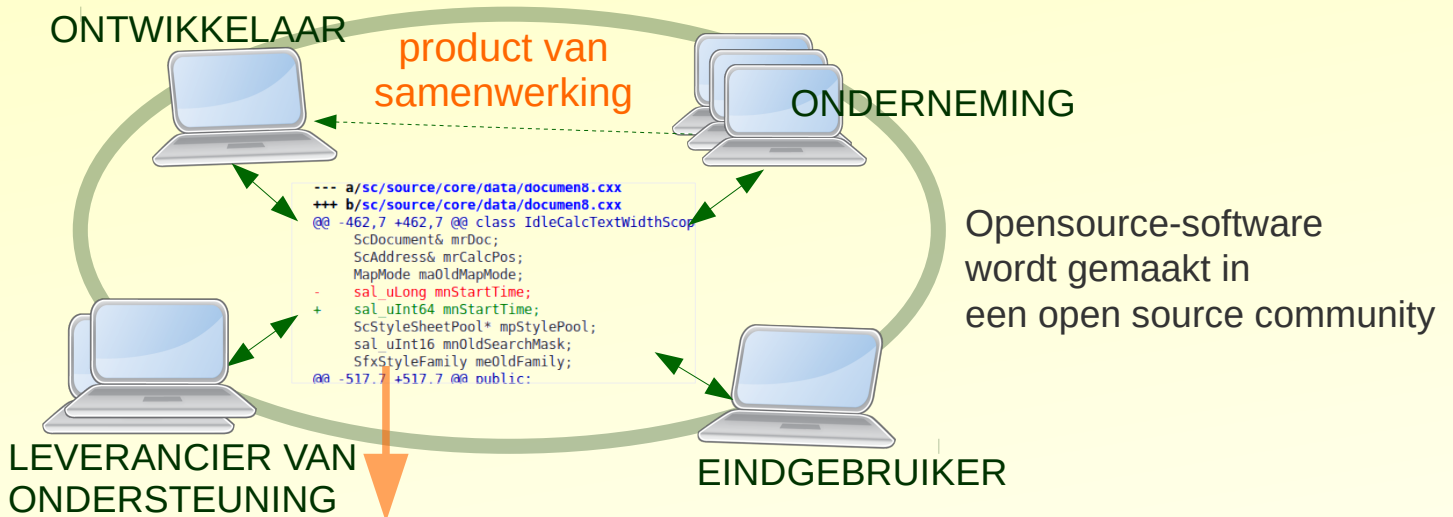 ONTWIKKELAAR
product van
samenwerking
ONDERNEMING
--- a/sc/source/core/data/documen8.cxx
+++ b/sc/source/core/data/documen8.cxx
@@ -462,7 +462,7 @@ class IdleCalcTextWidthScop
ScDocument& mrDoc;
ScAddress& mrCalcPos;
MapMode maOldMapMode;
- sal_uLong mnStartTime;
+ sal_uInt64 mnStartTime;
ScStyleSheetPool* mpStylePool;
sal_uInt16 mnOldSearchMask;
SfxStyleFamily meOldFamily;
@@ -517,7 +517,7 @@ public:
Opensource-software
wordt gemaakt in
een open source community
LEVERANCIER VAN
ONDERSTEUNING
EINDGEBRUIKER